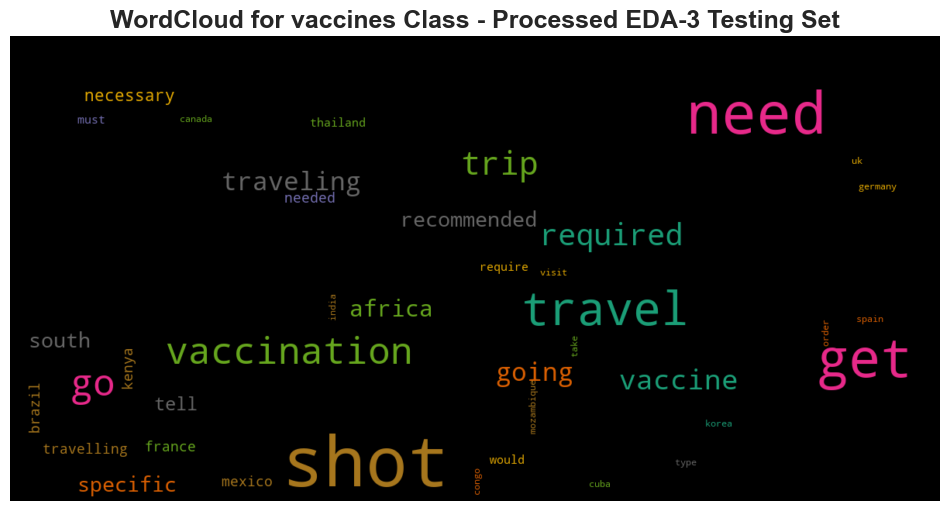 WordCloud for vaccines Class - Processed EDA-3 Testing Set
necessary
need
must
canada
thailand
trip
uk
traveling
germany
needed
recommended
required
require
visit
india
africa
travel
spain
order
south
take
vaccination
get
kenya
going
vaccine
go
brazil
mozambique
tell
korea
travelling
france
shot
would
type
specific
mexico
congo
cuba